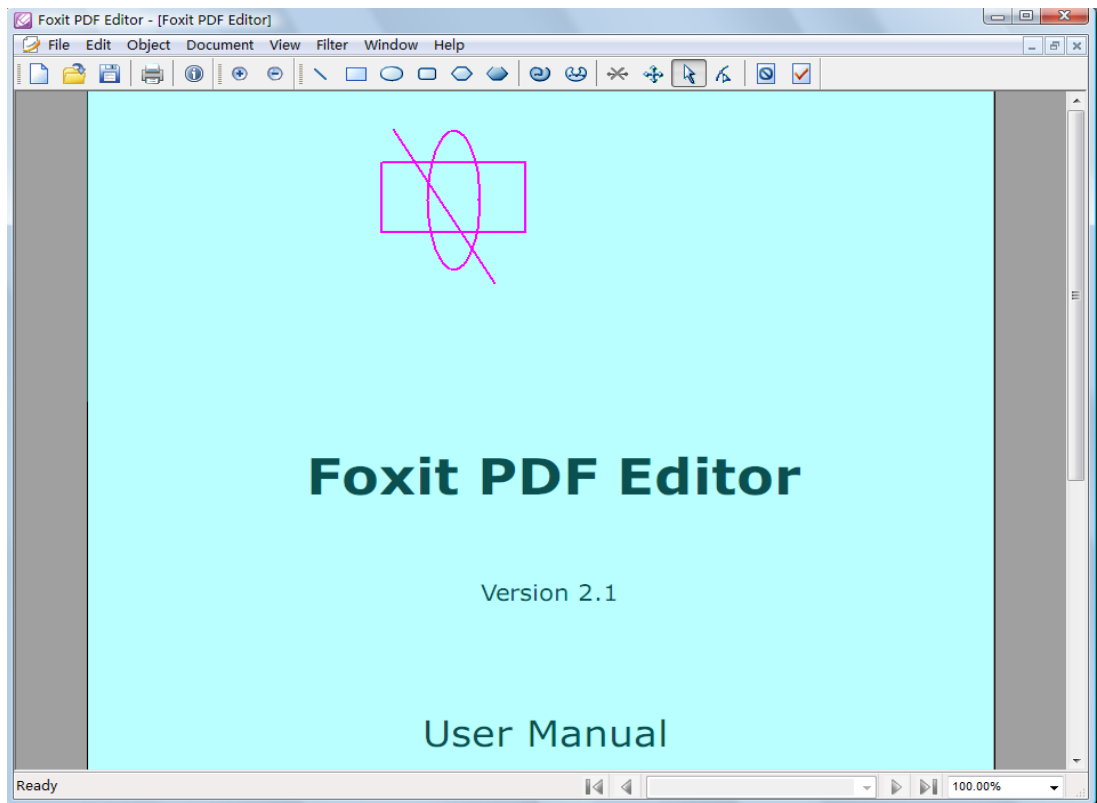 Foxit PDF Editor - [Foxit PDF Editor]
File Edit Object Document View Filter Window Help
Foxit PDF Editor
Version 2.1
User Manual
Ready 100.00%